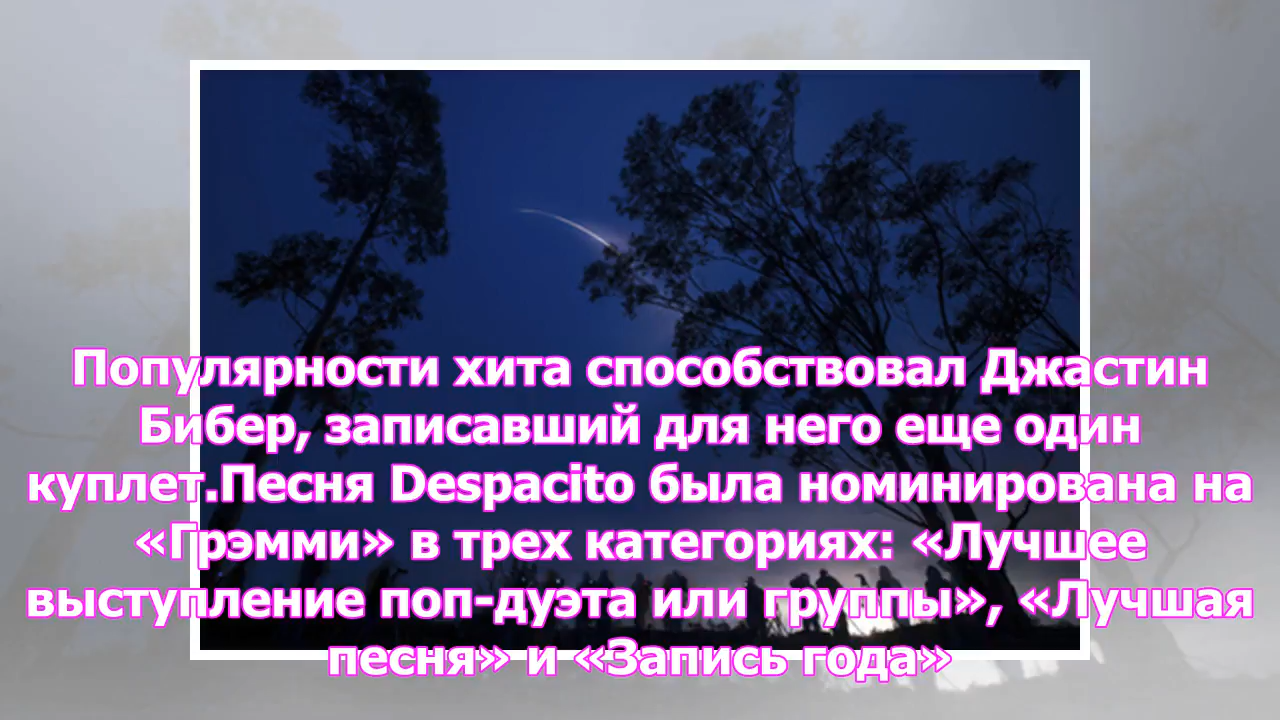 Популярности хита способствовал Джастин
Бибер, записавший для него еще один
куплет.Песня Despacito была номинирована на
«Грэмми» в трех категориях: «Лучшее
выступление поп-дуэта или группы», «Лучшая
песня» и «Запись года»